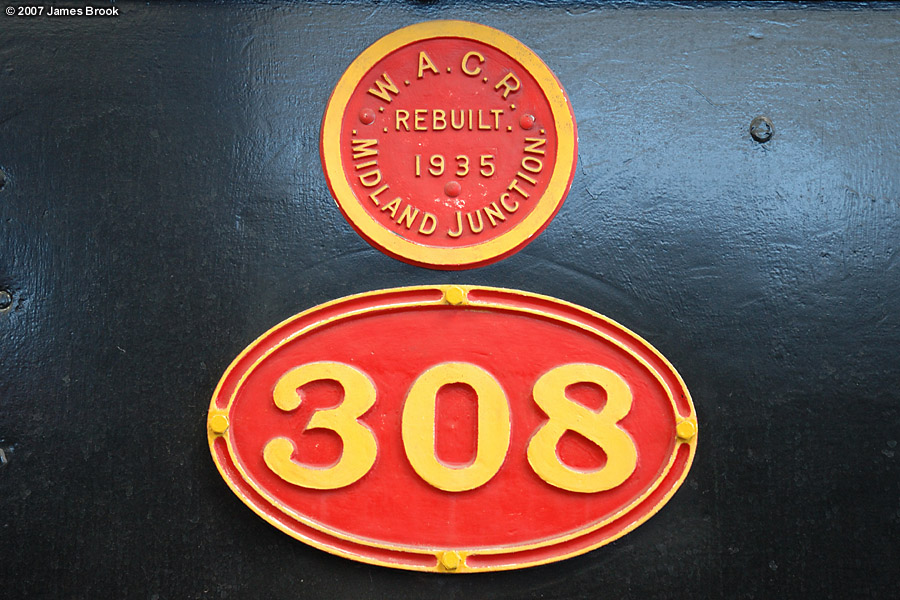 © 2007 James Brook
.W.A.C.R.
.REBUILT.
1935
.MIDLAND JUNCTION.
308